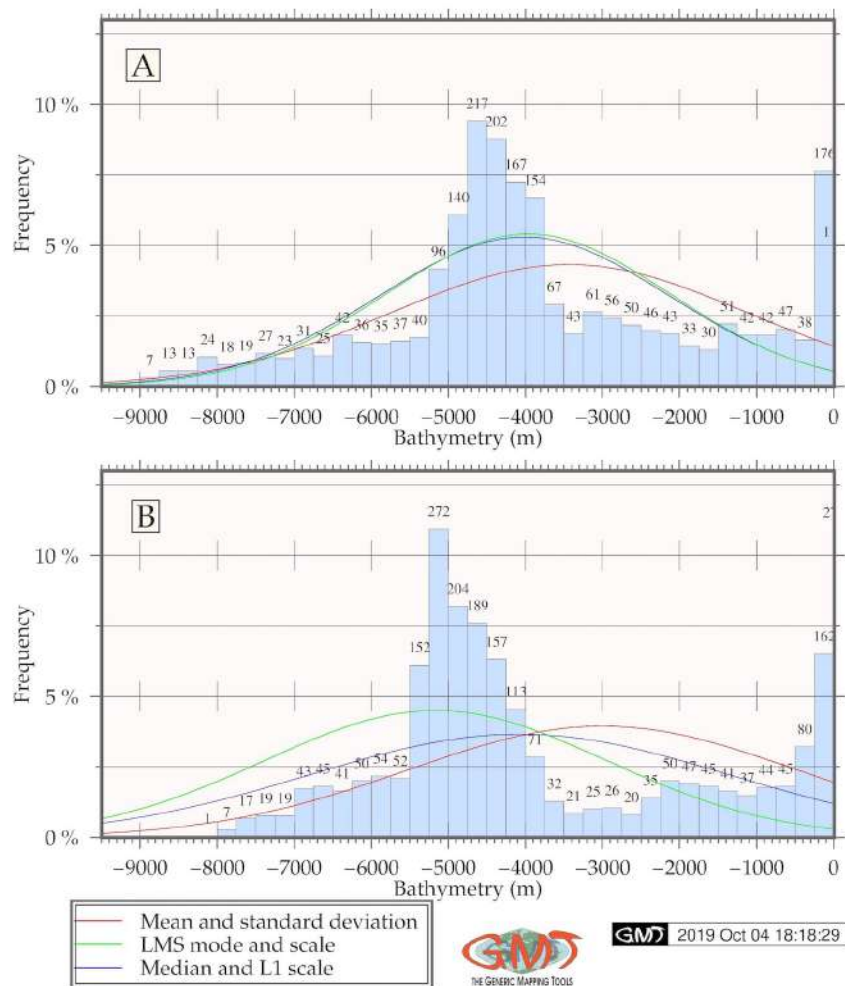 A
10 %
5 %
0 %
Frequency
7 13 13 24 18 19 27 23 31 25 42 36 35 37 40 96 140 217 202 167 154 67 43 61 56 50 46 43 33 30 51 42 42 47 38 176
1
−9000 −8000 −7000 −6000 −5000 −4000 −3000 −2000 −1000 0
Bathymetry (m)
B
10 %
5 %
0 %
Frequency
1 7 17 19 19 43 45 41 50 54 52 152 272 204 189 157 113 71 32 21 25 26 20 35 50 47 45 41 37 44 45 80 162
−9000 −8000 −7000 −6000 −5000 −4000 −3000 −2000 −1000 0
Bathymetry (m)
Mean and standard deviation
LMS mode and scale
Median and L1 scale
GMT
THE GENERIC MAPPING TOOLS
GMT 2019 Oct 04 18:18:29